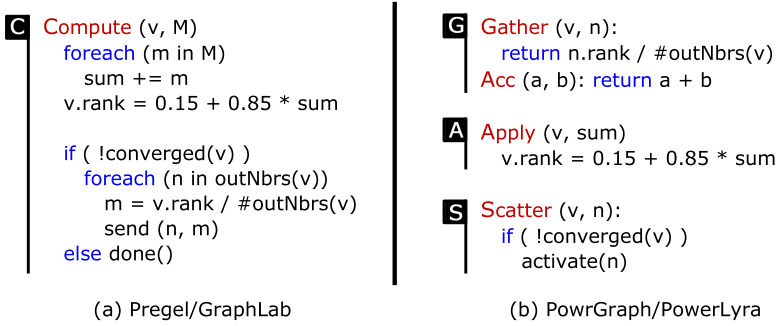 C Compute (v, M)
foreach (m in M)
sum += m
v.rank = 0.15 + 0.85 * sum
if ( !converged(v) )
foreach (n in outNbrs(v))
m = v.rank / #outNbrs(v)
send (n, m)
else done()
(a) Pregel/GraphLab
G Gather (v, n):
return n.rank / #outNbrs(v)
Acc (a, b): return a + b
A Apply (v, sum)
v.rank = 0.15 + 0.85 * sum
S Scatter (v, n):
if ( !converged(v) )
activate(n)
(b) PowrGraph/PowerLyra